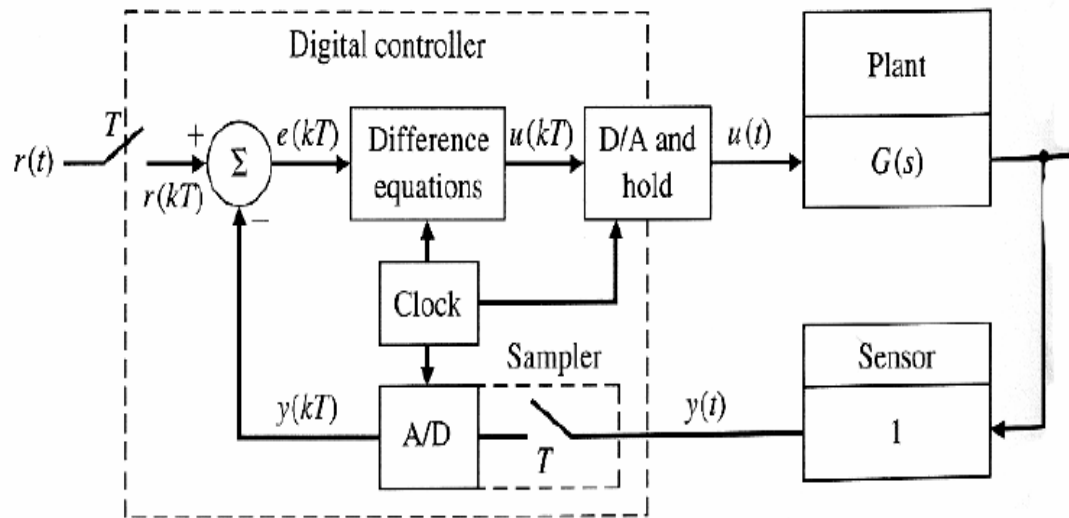 Digital controller
Plant
G(s)
r(t)
T
+
r(kT)
Σ
−
e(kT)
Difference
equations
u(kT)
D/A and
hold
u(t)
Clock
Sampler
Sensor
1
y(kT)
A/D
T
y(t)